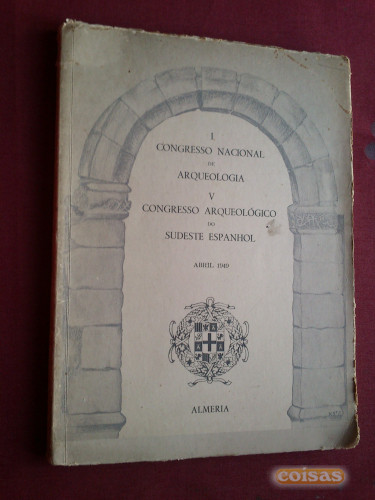 I
CONGRESSO NACIONAL
DE
ARQUEOLOGIA
V
CONGRESSO ARQUEOLÓGICO
DO
SUDESTE ESPANHOL
ABRIL 1949
ALMERIA
coisas